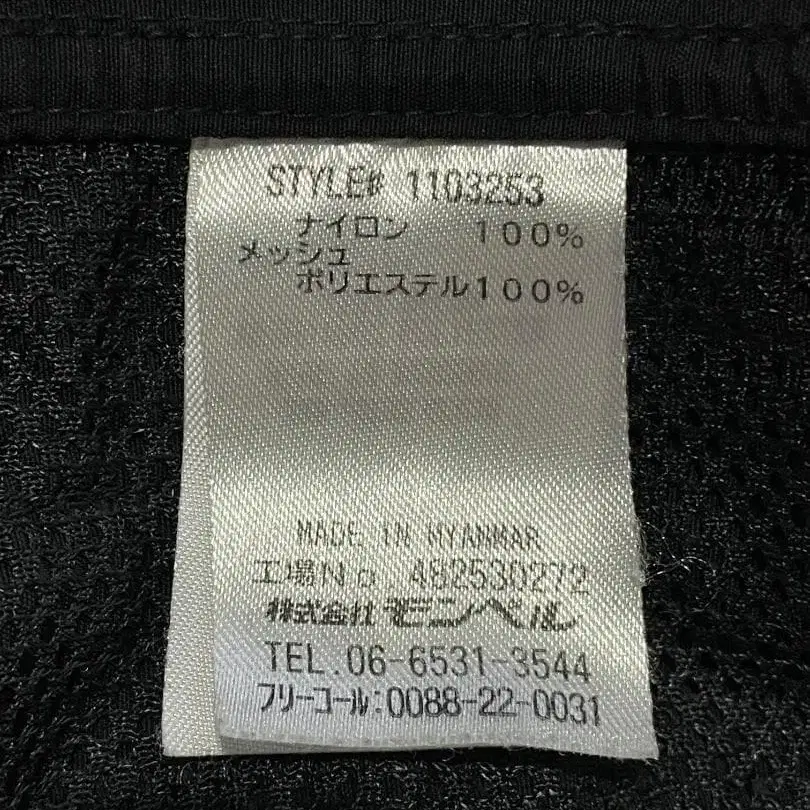 STYLE# 1103253
ナイロン 100%
メッシュ
ポリエステル100%
MADE IN MYANMAR
工場No 482530272
株式会社 モンベル
TEL.06-6531-3544
フリーコール:0088-22-0031